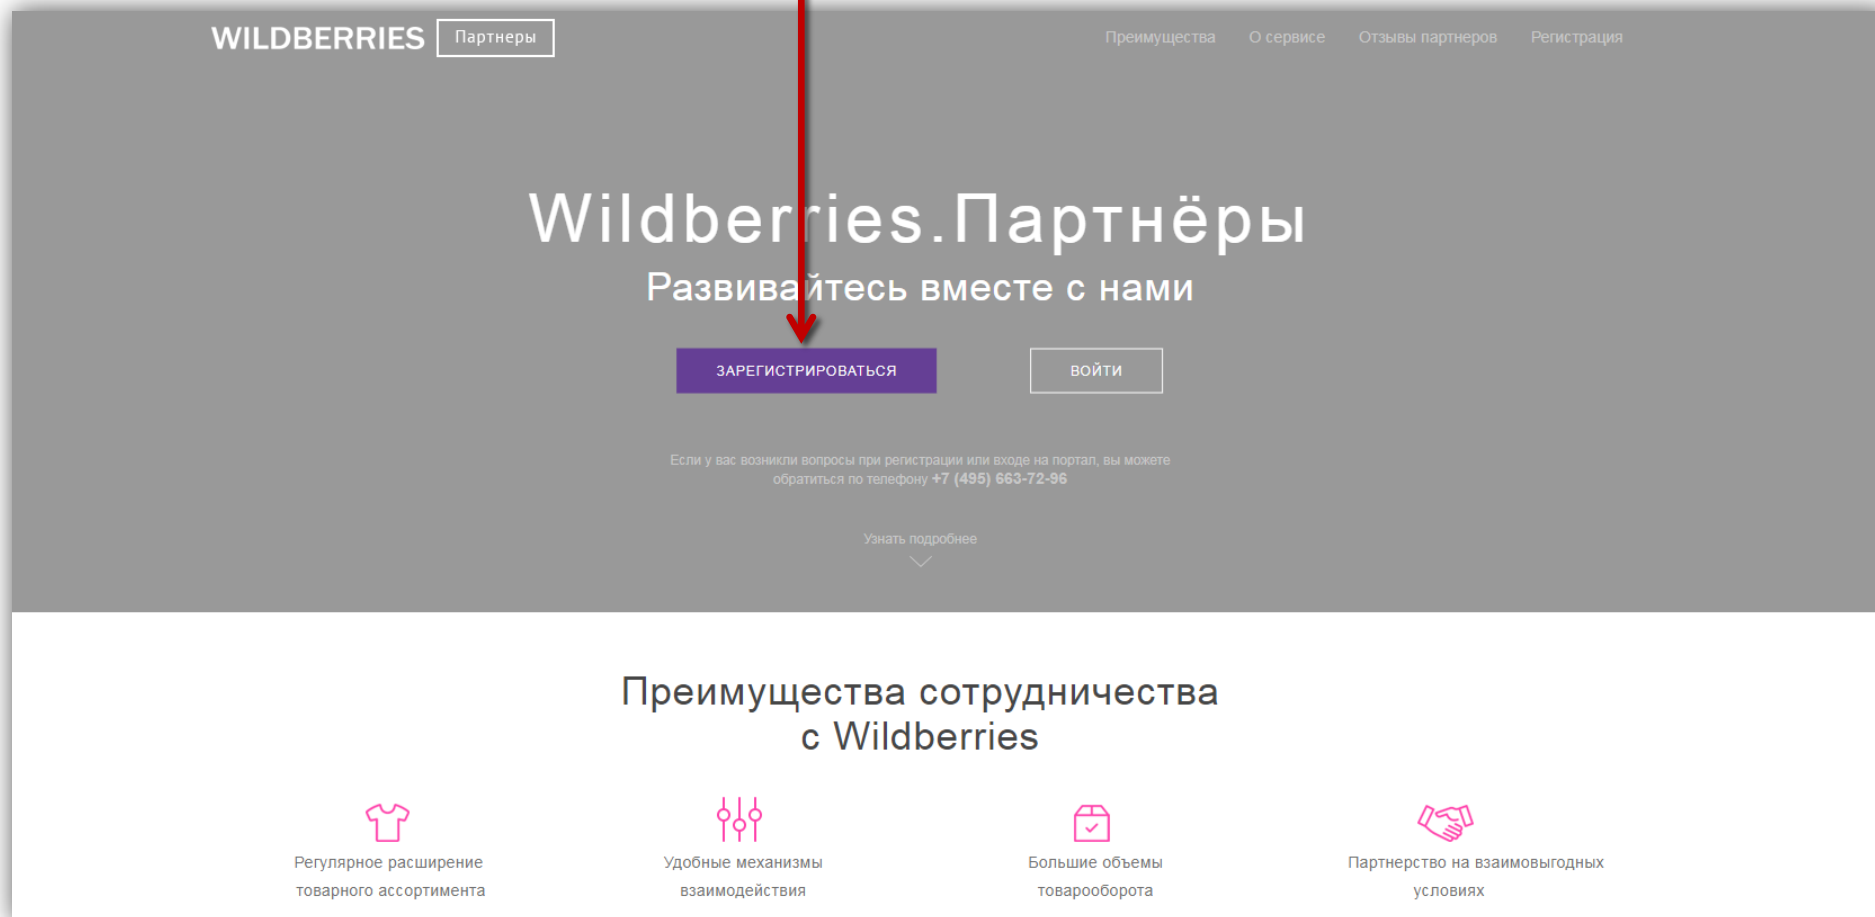 WILDBERRIES Партнеры
Преимущества О сервисе Отзывы партнеров Регистрация
Wildberries.Партнёры
Развивайтесь вместе с нами
ЗАРЕГИСТРИРОВАТЬСЯ ВОЙТИ
Если у вас возникли вопросы при регистрации или входе на портал, вы можете
обратиться по телефону +7 (495) 663-72-96
Узнать подробнее
Преимущества сотрудничества
с Wildberries
Регулярное расширение
товарного ассортимента
Удобные механизмы
взаимодействия
Большие объемы
товарооборота
Партнерство на взаимовыгодных
условиях